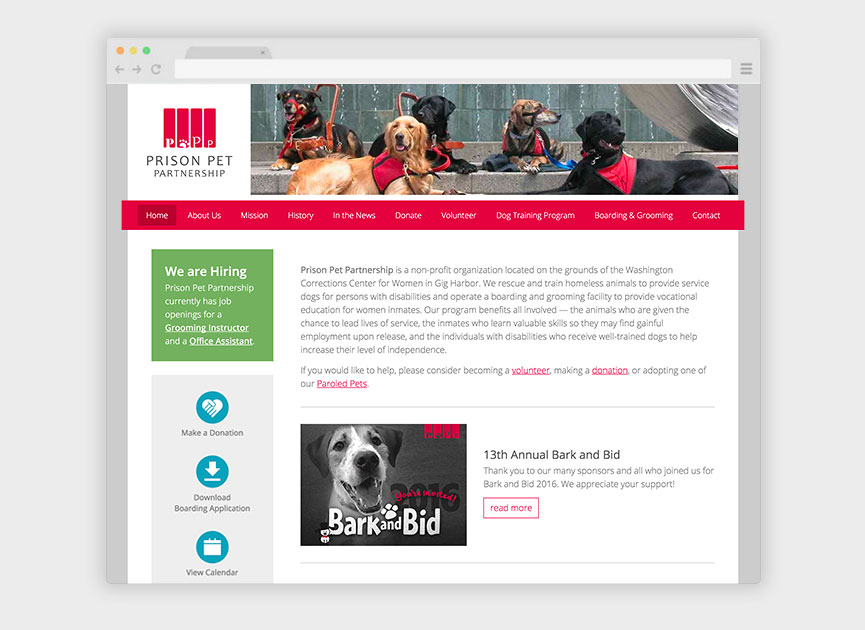 PPPP
PRISON PET
PARTNERSHIP
Home About Us Mission History In the News Donate Volunteer Dog Training Program Boarding & Grooming Contact
We are Hiring
Prison Pet Partnership
currently has job
openings for a
Grooming Instructor
and a Office Assistant.
Make a Donation
Download
Boarding Application
View Calendar
Prison Pet Partnership is a non-profit organization located on the grounds of the Washington
Corrections Center for Women in Gig Harbor. We rescue and train homeless animals to provide service
dogs for persons with disabilities and operate a boarding and grooming facility to provide vocational
education for women inmates. Our program benefits all involved — the animals who are given the
chance to lead lives of service, the inmates who learn valuable skills so they may find gainful
employment upon release, and the individuals with disabilities who receive well-trained dogs to help
increase their level of independence.
If you would like to help, please consider becoming a volunteer, making a donation, or adopting one of
our Paroled Pets.
2016
You're invited!
Bark and Bid
13th Annual Bark and Bid
Thank you to our many sponsors and all who joined us for
Bark and Bid 2016. We appreciate your support!
read more